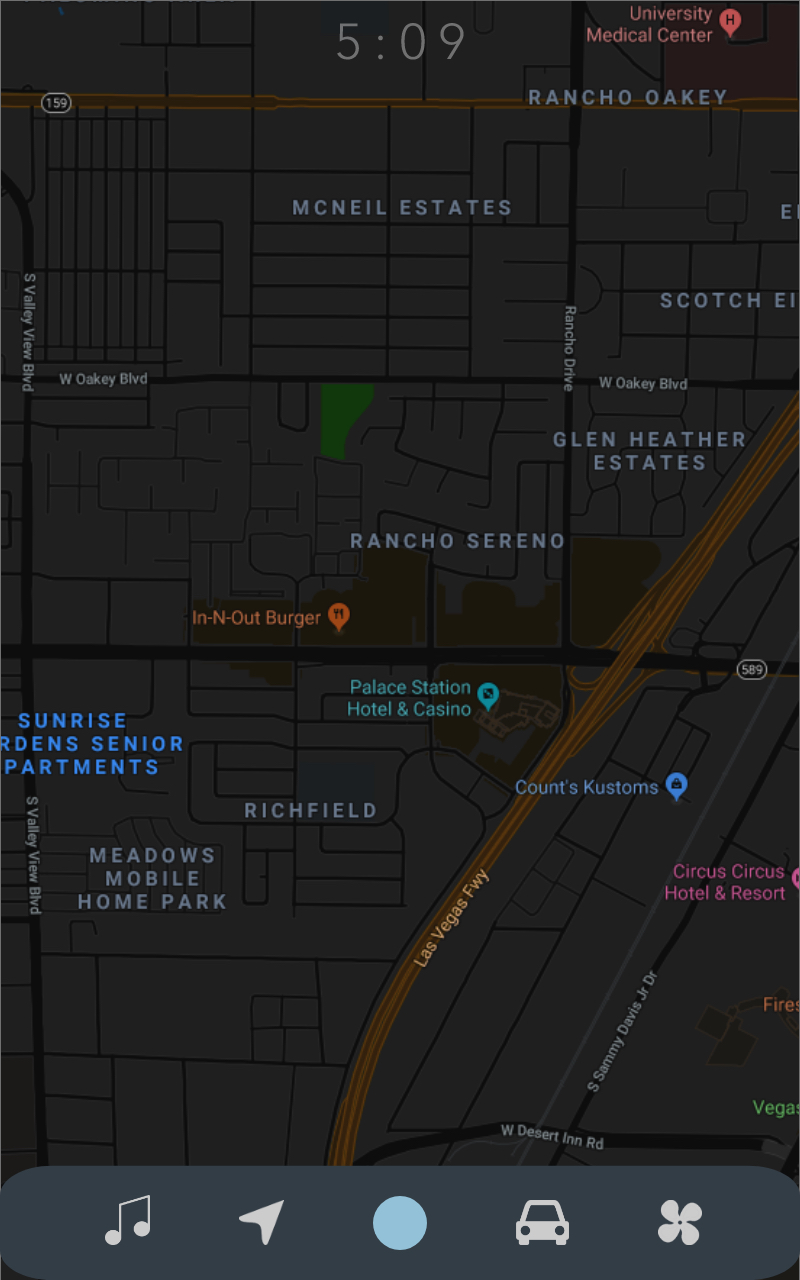 5:09
University
Medical Center
H
159
RANCHO OAKEY
MCNEIL ESTATES
S Valley View Blvd
SCOTCH EI
Rancho Drive
W Oakey Blvd
W Oakey Blvd
GLEN HEATHER
ESTATES
RANCHO SERENO
In-N-Out Burger
589
Palace Station
Hotel & Casino
SUNRISE
RDENS SENIOR
PARTMENTS
Count's Kustoms
S Valley View Blvd
RICHFIELD
MEADOWS
MOBILE
HOME PARK
Circus Circus
Hotel & Resort
Las Vegas Fwy
Fires
S Sammy Davis Jr Dr
Vegas
W Desert Inn Rd